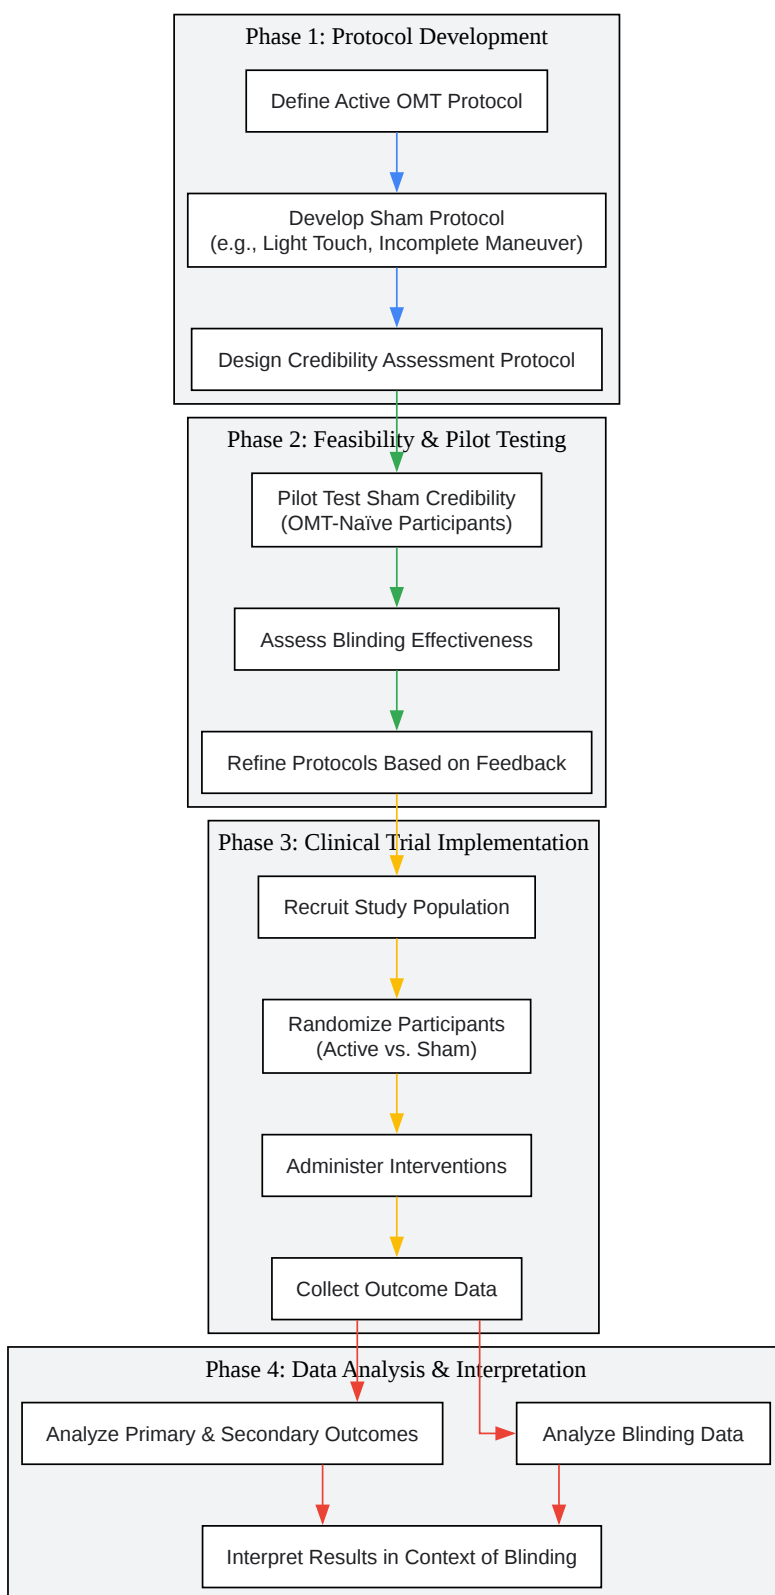 Phase 1: Protocol Development
Define Active OMT Protocol
Develop Sham Protocol
(e.g., Light Touch, Incomplete Maneuver)
Design Credibility Assessment Protocol
Phase 2: Feasibility & Pilot Testing
Pilot Test Sham Credibility
(OMT-Naïve Participants)
Assess Blinding Effectiveness
Refine Protocols Based on Feedback
Phase 3: Clinical Trial Implementation
Recruit Study Population
Randomize Participants
(Active vs. Sham)
Administer Interventions
Collect Outcome Data
Phase 4: Data Analysis & Interpretation
Analyze Primary & Secondary Outcomes
Analyze Blinding Data
Interpret Results in Context of Blinding